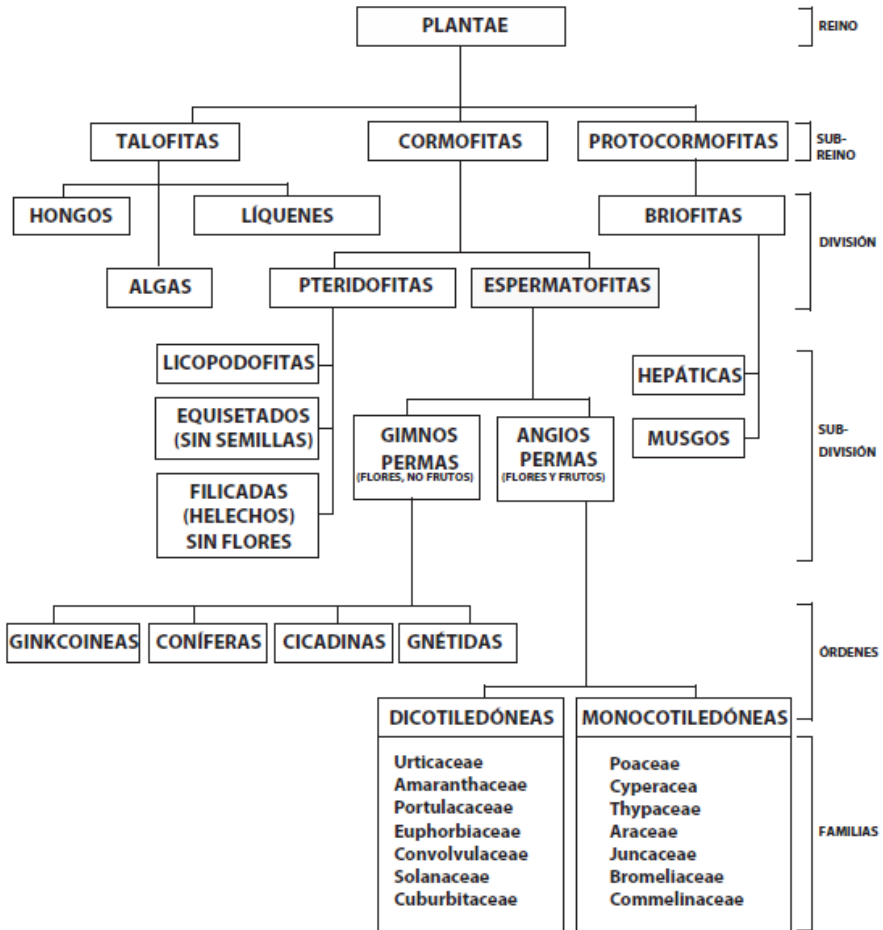 PLANTAE
REINO
TALOFITAS
CORMOFITAS
PROTOCORMOFITAS
SUB-
REINO
HONGOS
LÍQUENES
BRIOFITAS
DIVISIÓN
ALGAS
PTERIDOFITAS
ESPERMATOFITAS
LICOPODOFITAS
EQUISETADOS
(SIN SEMILLAS)
FILICADAS
(HELECHOS)
SIN FLORES
GIMNOS
PERMAS
(FLORES, NO FRUTOS)
ANGIOS
PERMAS
(FLORES Y FRUTOS)
HEPÁTICAS
MUSGOS
SUB-
DIVISIÓN
GINKCOINEAS
CONÍFERAS
CICADINAS
GNÉTIDAS
ÓRDENES
DICOTILEDÓNEAS
Urticaceae
Amaranthaceae
Portulacaceae
Euphorbiaceae
Convolvulaceae
Solanaceae
Cuburbitaceae
MONOCOTILEDÓNEAS
Poaceae
Cyperacea
Thypaceae
Araceae
Juncaceae
Bromeliaceae
Commelinaceae
FAMILIAS